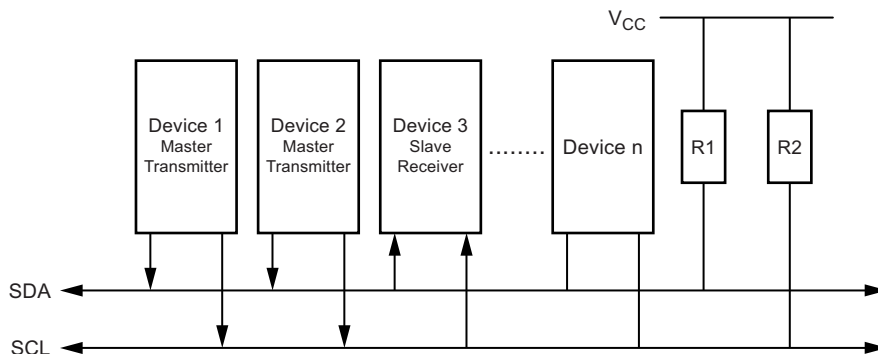 VCC
Device 1
Master
Transmitter
Device 2
Master
Transmitter
Device 3
Slave
Receiver
........
Device n
R1
R2
SDA
SCL